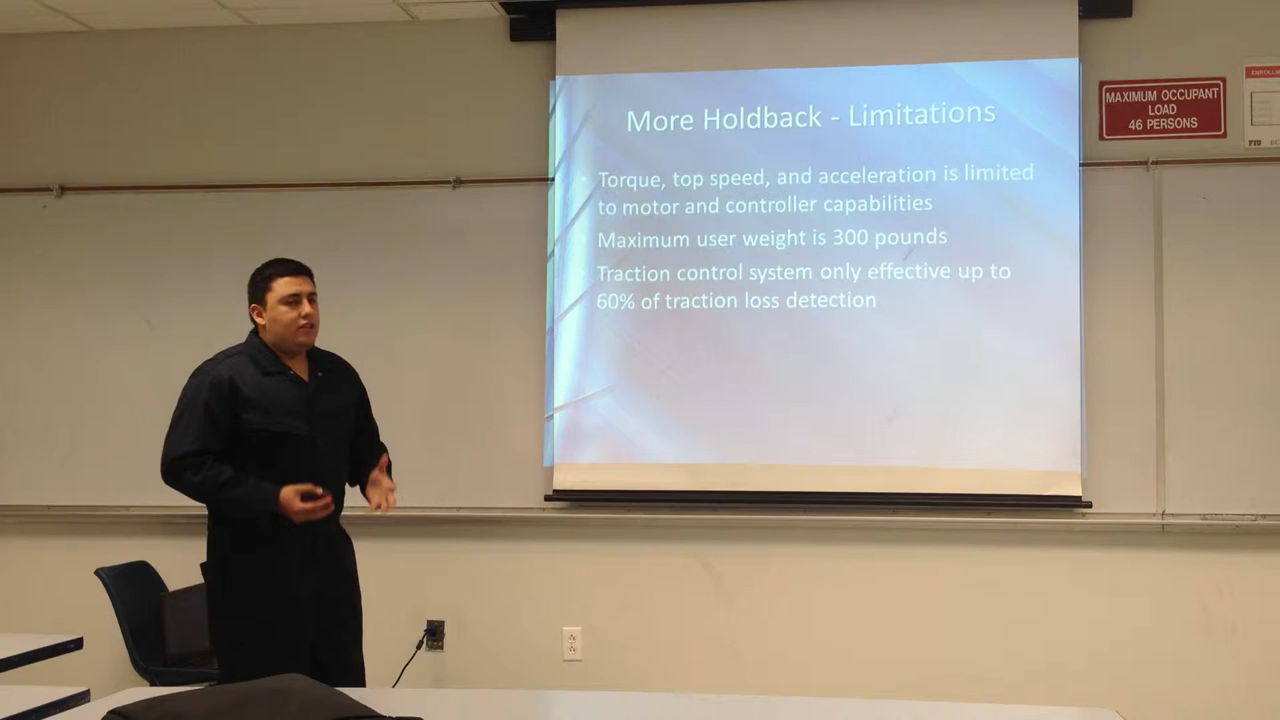 More Holdback - Limitations
Torque, top speed, and acceleration is limited
to motor and controller capabilities
Maximum user weight is 300 pounds
Traction control system only effective up to
60% of traction loss detection
MAXIMUM OCCUPANT
LOAD
46 PERSONS
FIU